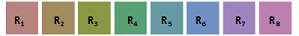 R₁ R₂ R₃ R₄ R₅ R₆ R₇ R₈